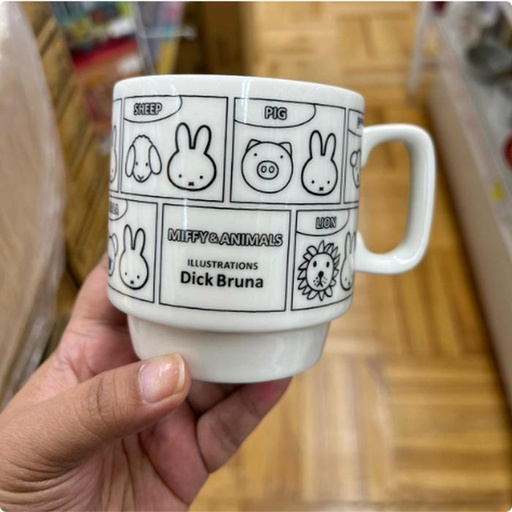 SHEEP
PIG
MIFFY&ANIMALS
ILLUSTRATIONS
Dick Bruna
LION